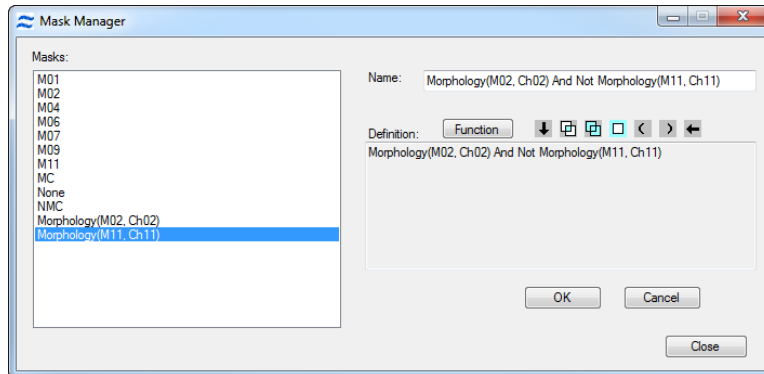 Mask Manager
Masks:
M01
M02
M04
M06
M07
M09
M11
MC
None
NMC
Morphology(M02, Ch02)
Morphology(M11, Ch11)
Name: Morphology(M02, Ch02) And Not Morphology(M11, Ch11)
Definition: Function
Morphology(M02, Ch02) And Not Morphology(M11, Ch11)
OK Cancel
Close